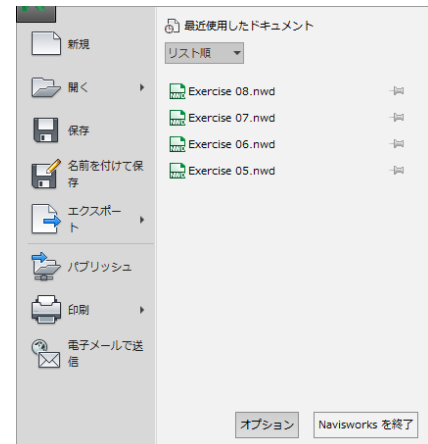 最近使用したドキュメント
リスト順
新規
開く
保存
名前を付けて保
存
エクスポー
ト
パブリッシュ
印刷
電子メールで送
信
Exercise 08.nwd
Exercise 07.nwd
Exercise 06.nwd
Exercise 05.nwd
オプション
Navisworks を終了